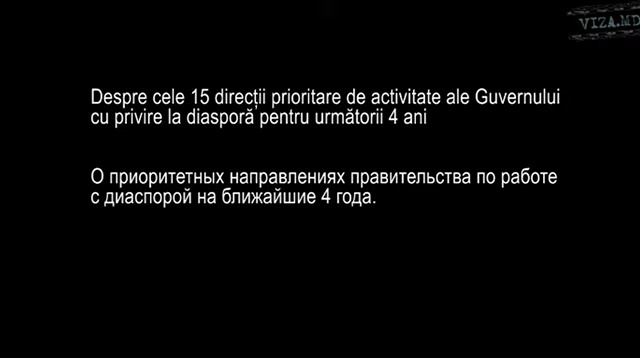 VIZA.MD
Despre cele 15 direcții prioritare de activitate ale Guvernului
cu privire la diasporă pentru următorii 4 ani
О приоритетных направлениях правительства по работе
с диаспорой на ближайшие 4 года.